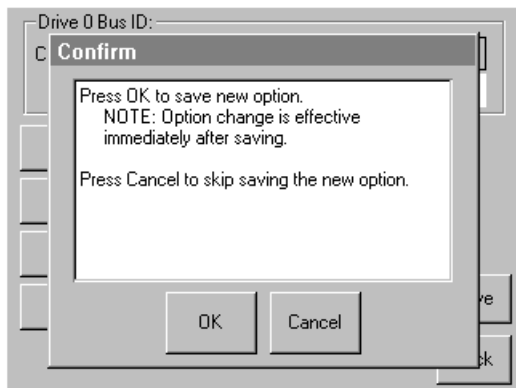 Drive 0 Bus ID:
Confirm
Press OK to save new option.
NOTE: Option change is effective
immediately after saving.
Press Cancel to skip saving the new option.
OK
Cancel